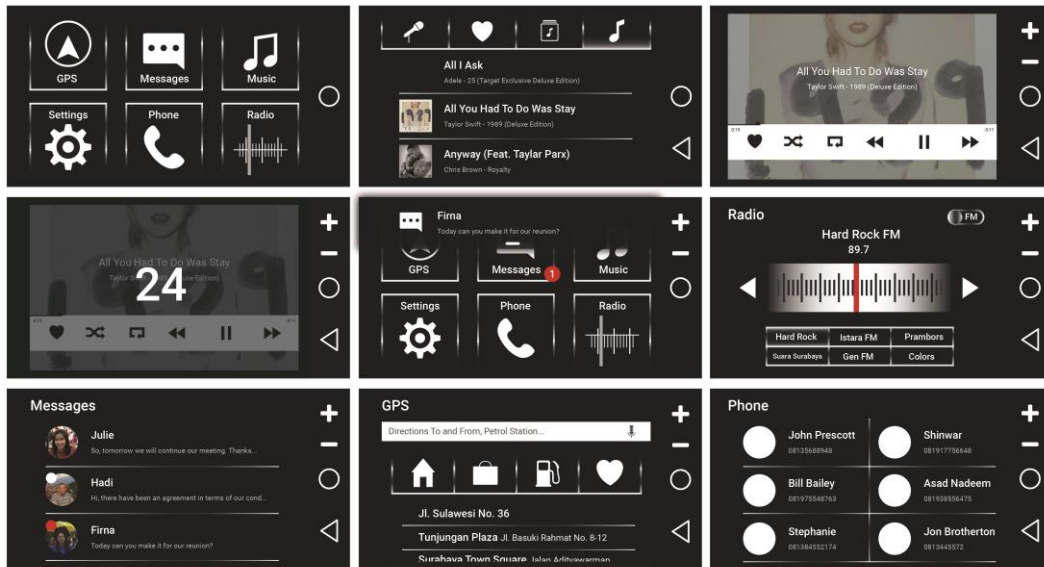 GPS
Messages
Music
Settings
Phone
Radio
All I Ask
Adele - 25 (Target Exclusive Deluxe Edition)
All You Had To Do Was Stay
Taylor Swift - 1989 (Deluxe Edition)
Anyway (Feat. Taylar Parx)
Chris Brown - Royalty
All You Had To Do Was Stay
Taylor Swift - 1989 (Deluxe Edition)
0:15
All You Had To Do Was Stay
24
Firna
Today can you make it for our reunion?
GPS
Messages
1
Music
Settings
Phone
Radio
Radio
FM
Hard Rock FM
89.7
Hard Rock
Istara FM
Prambors
Suara Surabaya
Gen FM
Colors
Messages
Julie
So, tomorrow we will continue our meeting. Thanks...
Hadi
Hi, there have been an agreement in terms of our cond...
Firna
Today can you make it for our reunion?
GPS
Directions To and From, Petrol Station...
Jl. Sulawesi No. 36
Tunjungan Plaza Jl. Basuki Rahmat No. 8-12
Surabaya Town Square Jalan Adityawarman
Phone
John Prescott
08135688948
Shinwar
081917756648
Bill Bailey
081975548763
Asad Nadeem
081938556475
Stephanie
081384552174
Jon Brotherton
0813445572